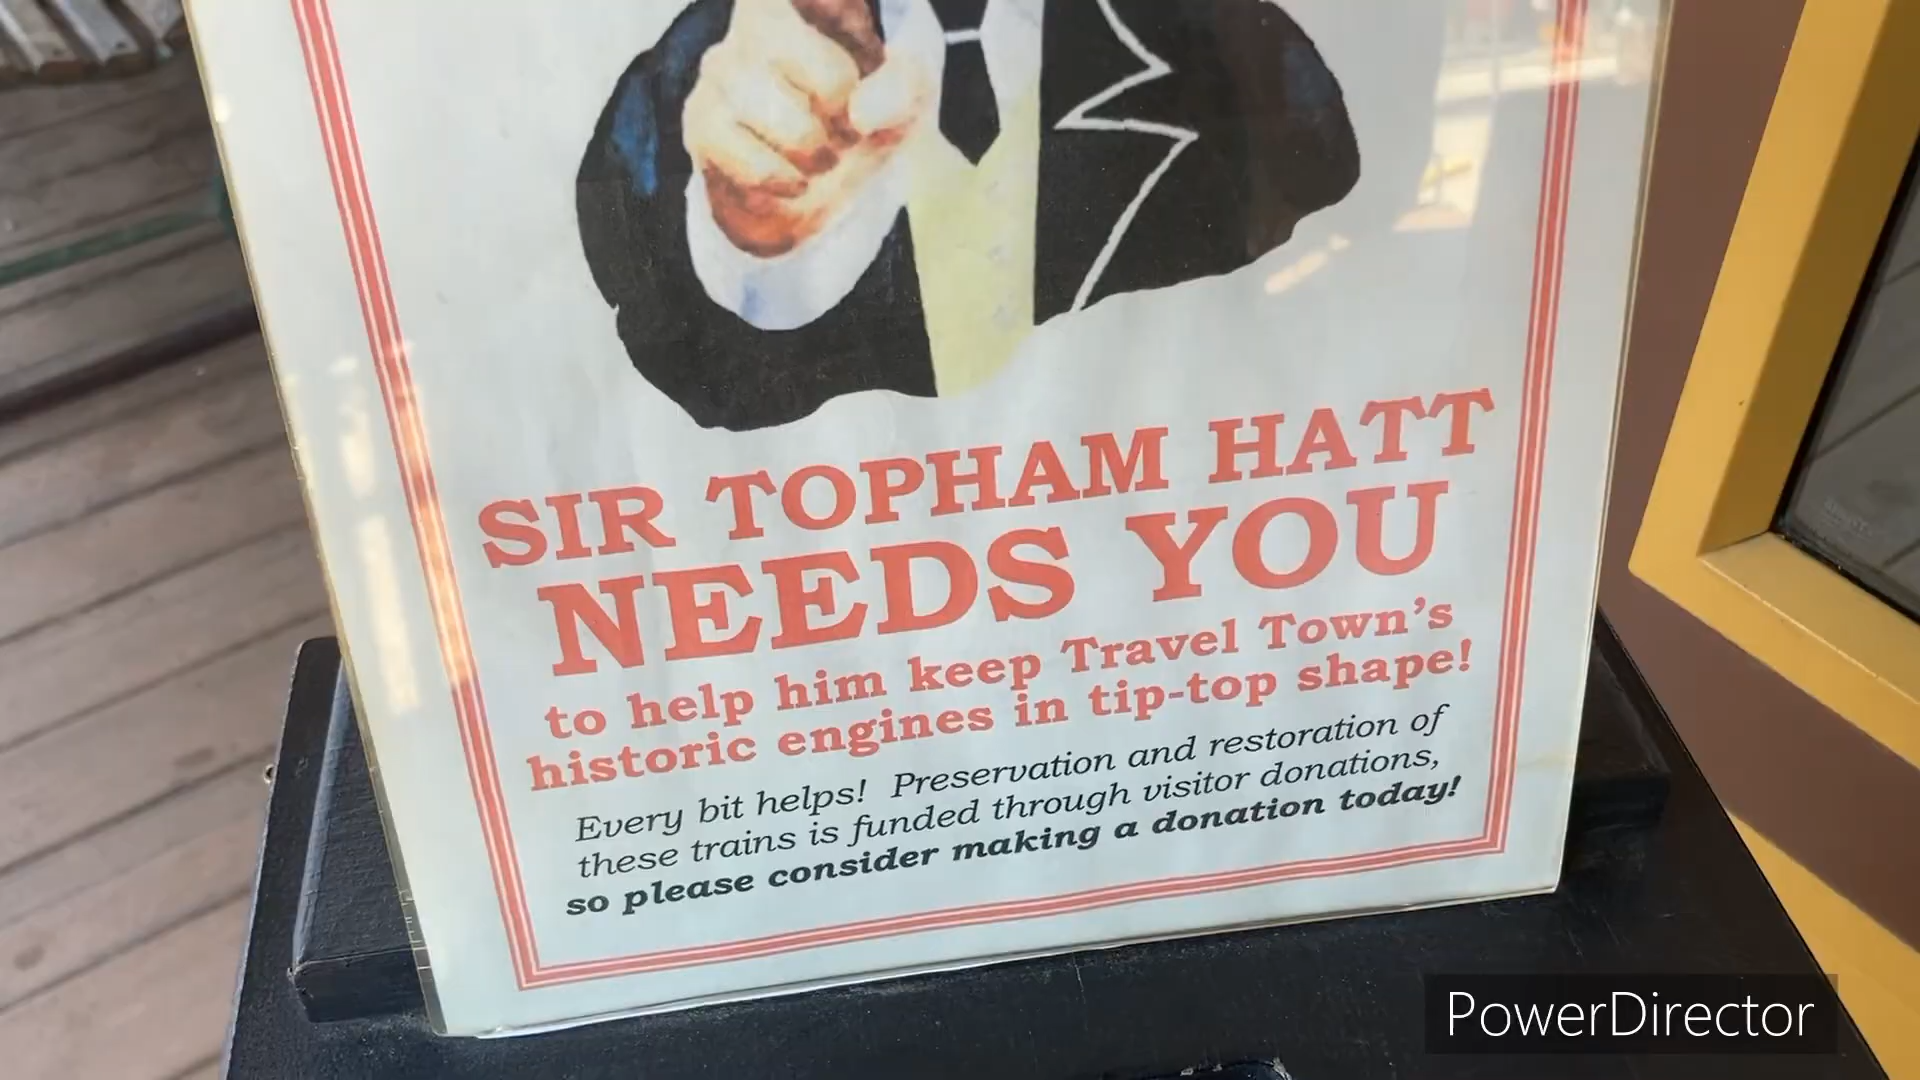 SIR TOPHAM HATT
NEEDS YOU
to help him keep Travel Town's
historic engines in tip-top shape!
Every bit helps! Preservation and restoration of
these trains is funded through visitor donations,
so please consider making a donation today!
PowerDirector